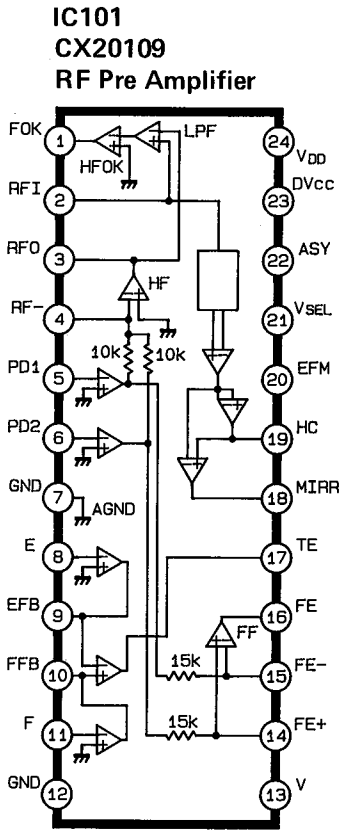 IC101
CX20109
RF Pre Amplifier
FOK
1
HFOK
LPF
24
VDD
RFI
2
DVcc
23
RFO
3
ASY
22
HF
RF-
4
VSEL
21
10k
10k
PD1
5
EFM
20
PD2
6
HC
19
GND
7
AGND
MIRR
18
E
8
TE
17
EFB
9
FE
16
FF
FFB
10
15k
FE-
15
F
11
15k
FE+
14
GND
12
V
13